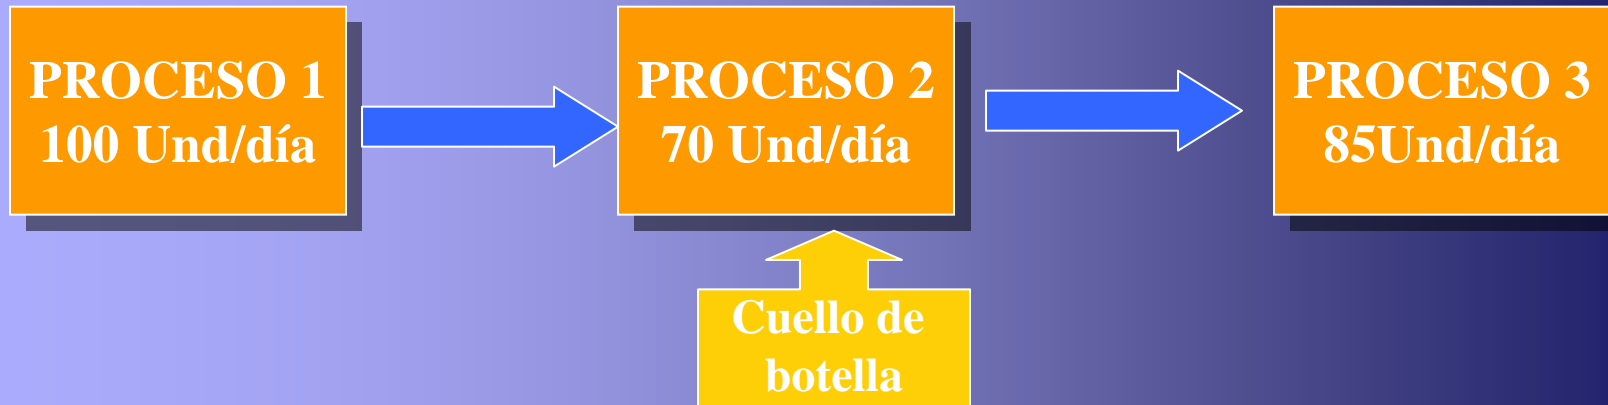 PROCESO 1
100 Und/día
PROCESO 2
70 Und/día
PROCESO 3
85Und/día
Cuello de
botella